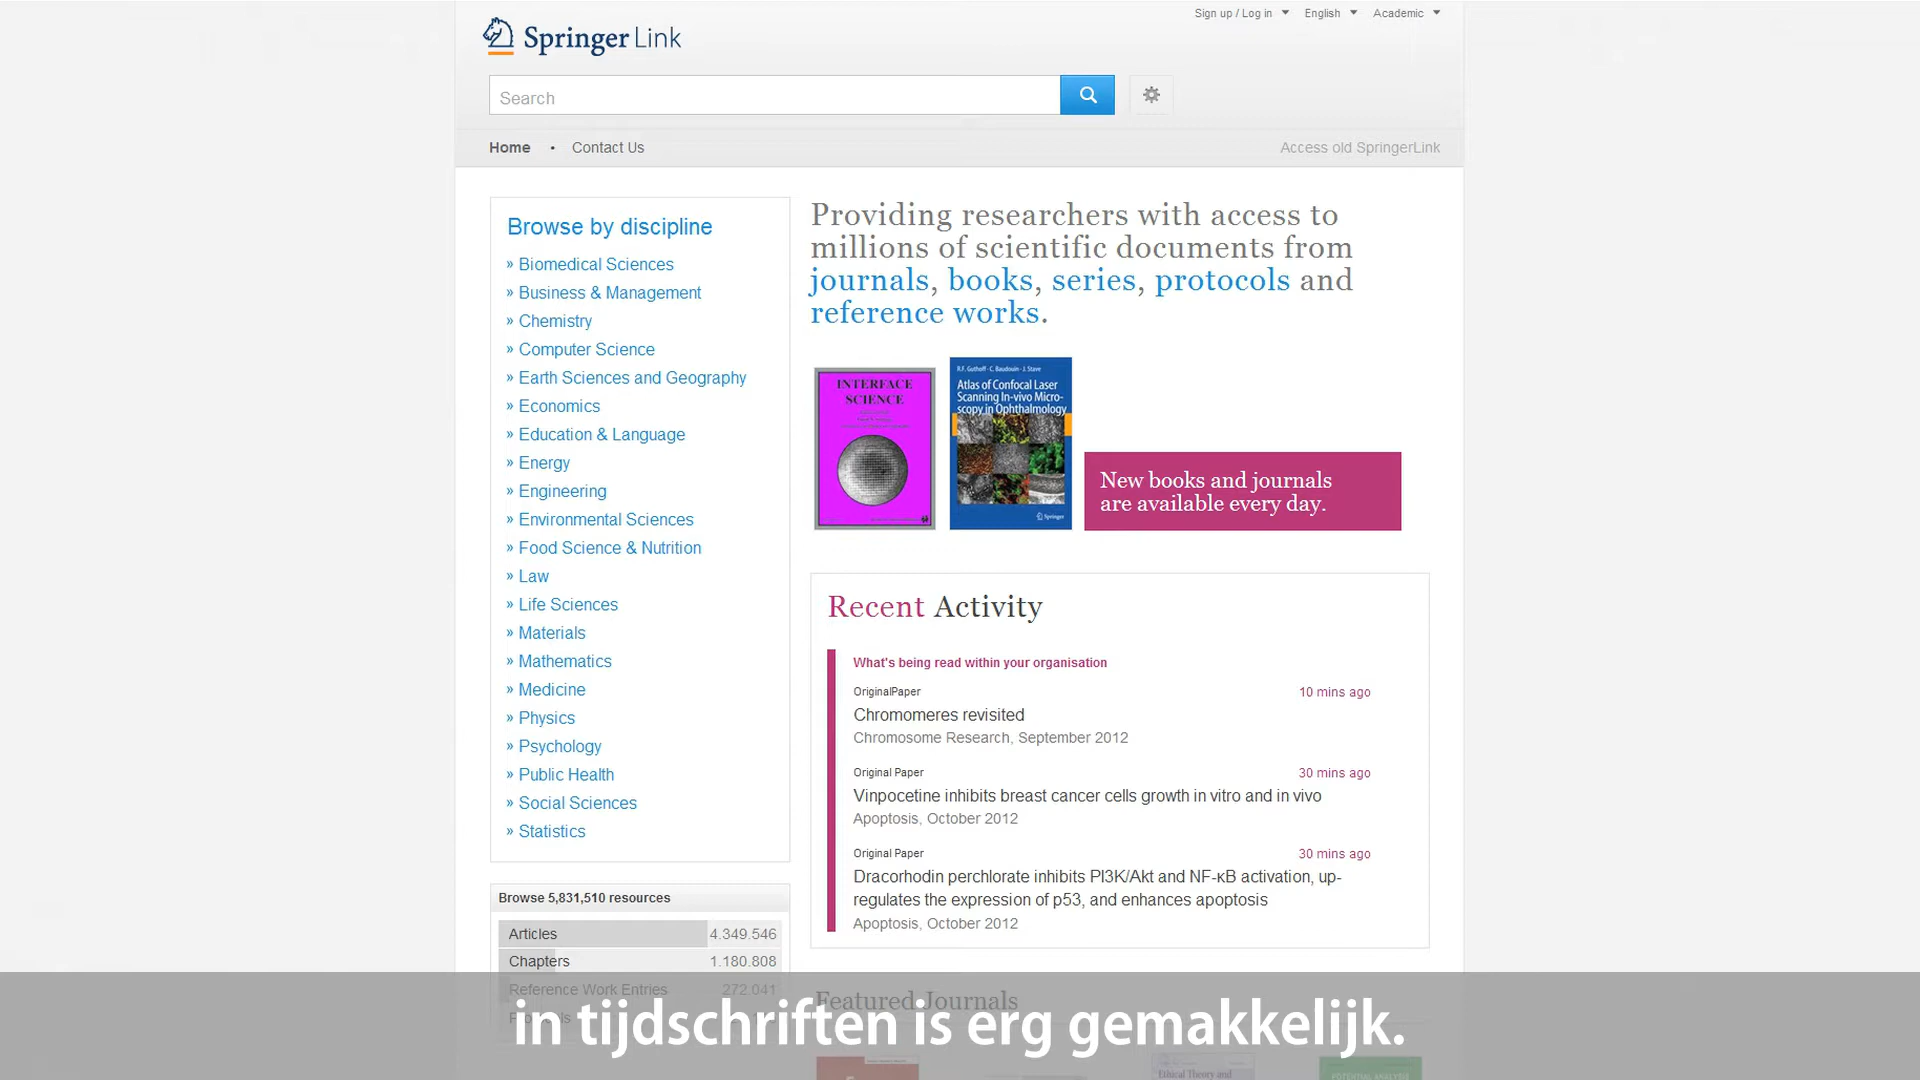 Sign up / Log in
English
Academic
Springer Link
Search
Home • Contact Us
Access old SpringerLink
Browse by discipline
» Biomedical Sciences
» Business & Management
» Chemistry
» Computer Science
» Earth Sciences and Geography
» Economics
» Education & Language
» Energy
» Engineering
» Environmental Sciences
» Food Science & Nutrition
» Law
» Life Sciences
» Materials
» Mathematics
» Medicine
» Physics
» Psychology
» Public Health
» Social Sciences
» Statistics
Browse 5,831,510 resources
Articles 4.349.546
Chapters 1.180.808
Reference Work Entries 272.041
Providing researchers with access to
millions of scientific documents from
journals, books, series, protocols and
reference works.
INTERFACE
SCIENCE
R.F. Guthoff · C. Baudouin · J. Stave
Atlas of Confocal Laser
Scanning In-vivo Micro-
scopy in Ophthalmology
Springer
New books and journals
are available every day.
Recent Activity
What's being read within your organisation
OriginalPaper
10 mins ago
Chromomeres revisited
Chromosome Research, September 2012
Original Paper
30 mins ago
Vinpocetine inhibits breast cancer cells growth in vitro and in vivo
Apoptosis, October 2012
Original Paper
30 mins ago
Dracorhodin perchlorate inhibits PI3K/Akt and NF-κB activation, up-
regulates the expression of p53, and enhances apoptosis
Apoptosis, October 2012
Featured Journals
Ethical Theory and
POTENTIAL ANALYSIS
in tijdschriften is erg gemakkelijk.